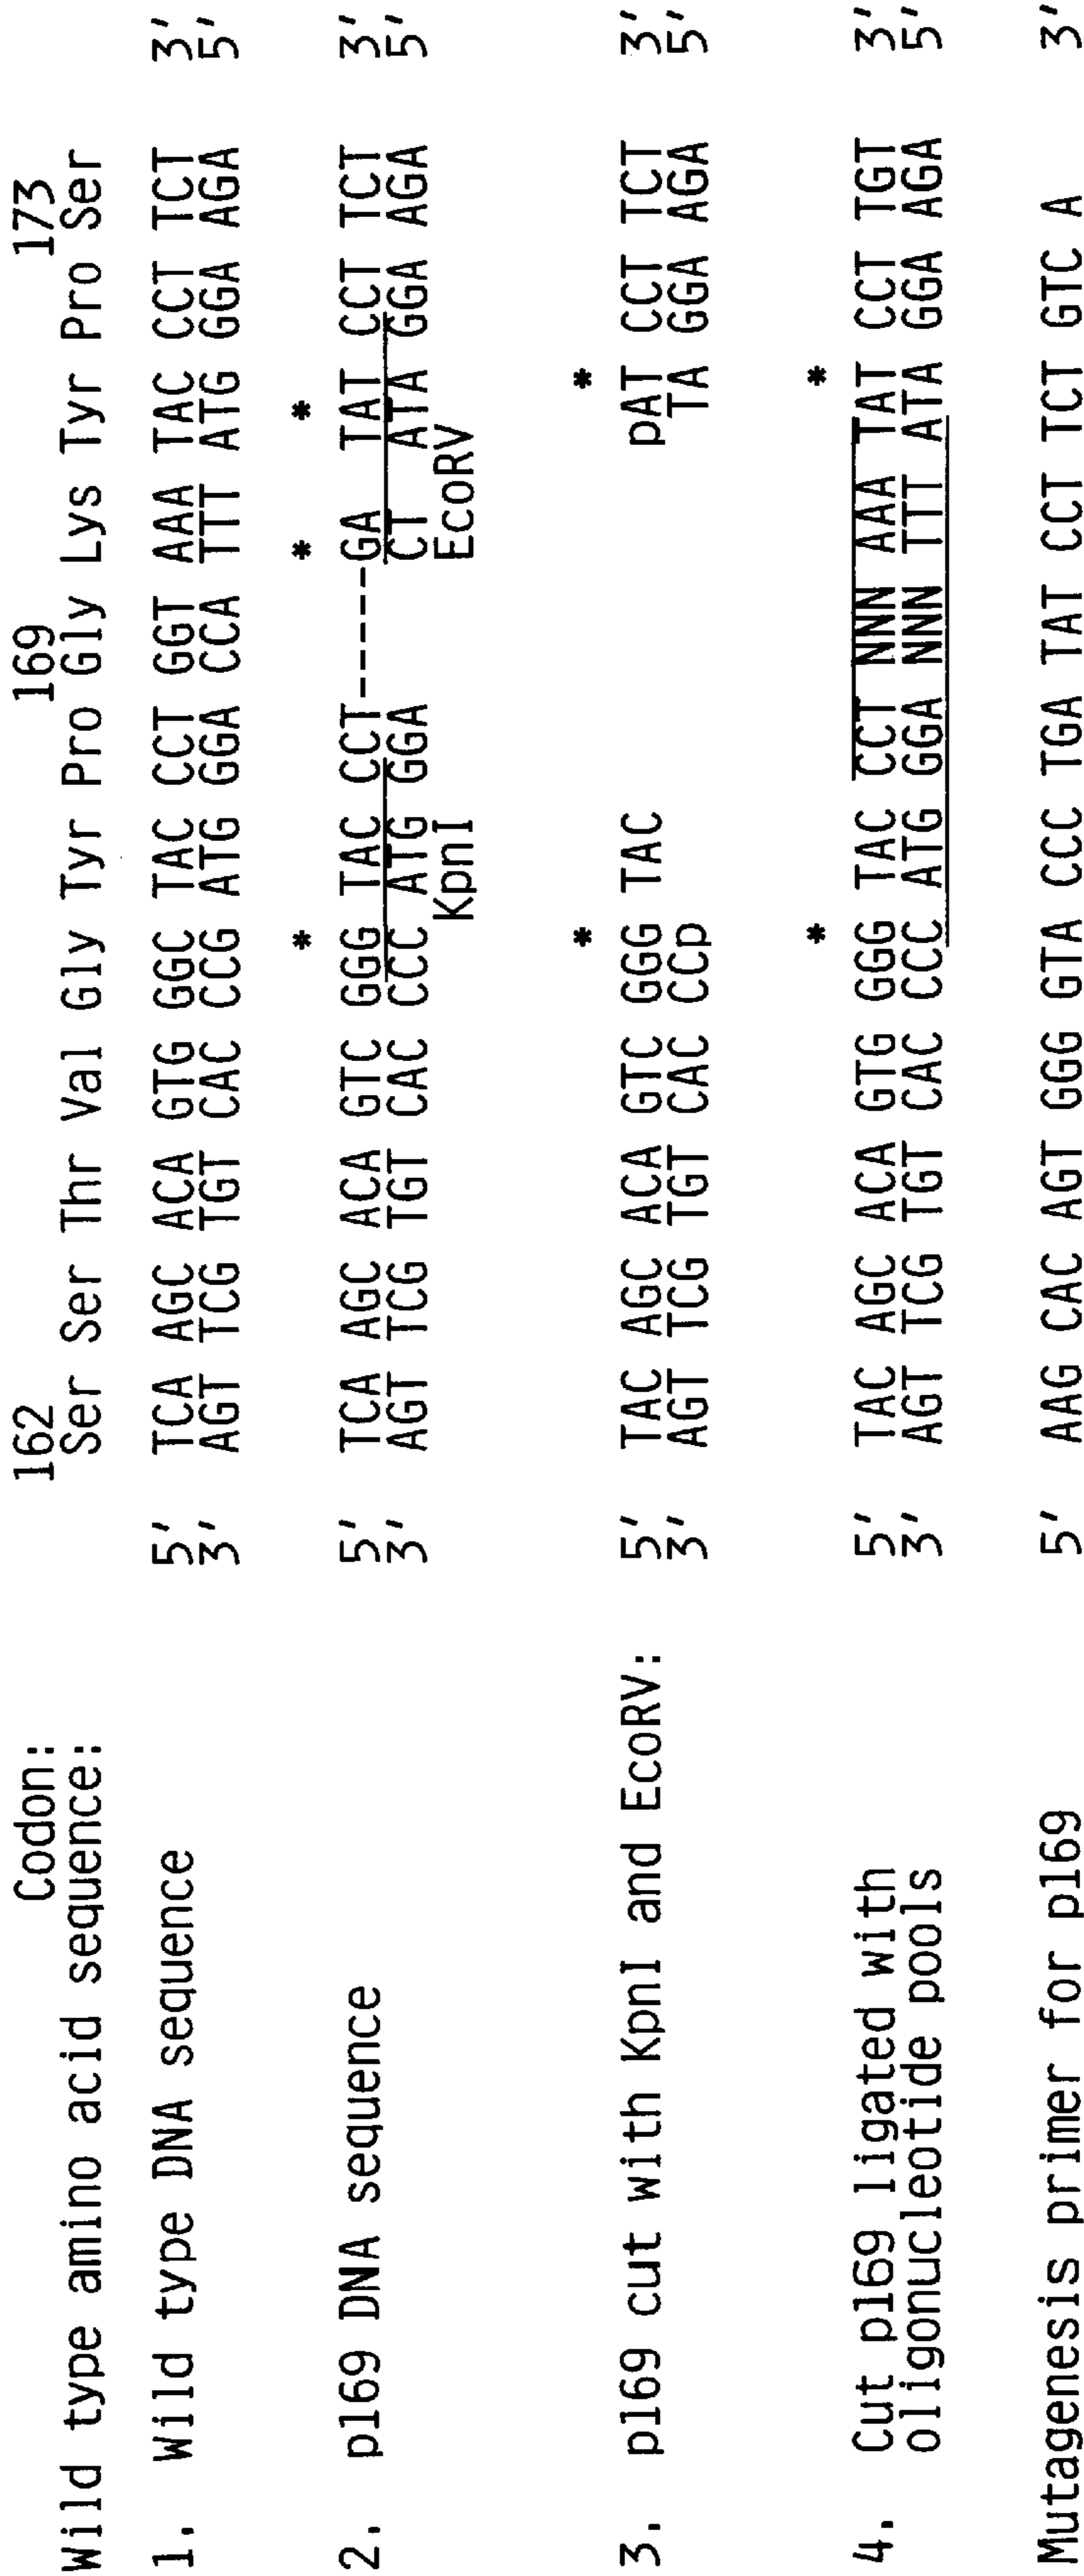 Codon: 162 169 173
Wild type amino acid sequence: Ser Ser Thr Val Gly Tyr Pro Gly Lys Tyr Pro Ser
1. Wild type DNA sequence 5' TCA AGC ACA GTG GGC TAC CCT GGT AAA TAC CCT TCT 3'
3' AGT TCG TGT CAC CCG ATG GGA CCA TTT ATG GGA AGA 5'
* * *
2. p169 DNA sequence 5' TCA AGC ACA GTC GGG TAC CCT------GA TAT CCT TCT 3'
3' AGT TCG TGT CAC CCC ATG GGA CT ATA GGA AGA 5'
KpnI EcoRV
* *
3. p169 cut with KpnI and EcoRV: 5' TAC AGC ACA GTC GGG TAC pAT CCT TCT 3'
3' AGT TCG TGT CAC CCp TA GGA AGA 5'
* *
4. Cut p169 ligated with 5' TAC AGC ACA GTG GGG TAC CCT NNN AAA TAT CCT TGT 3'
oligonucleotide pools 3' AGT TCG TGT CAC CCC ATG GGA NNN TTT ATA GGA AGA 5'
Mutagenesis primer for p169 5' AAG CAC AGT GGG GTA CCC TGA TAT CCT TCT GTC A 3'